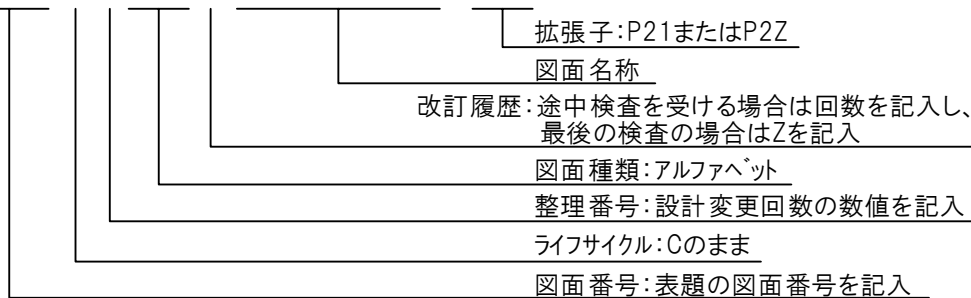 拡張子：P21またはP2Z
図面名称
改訂履歴：途中検査を受ける場合は回数を記入し、
最後の検査の場合はZを記入
図面種類：アルファベット
整理番号：設計変更回数の数値を記入
ライフサイクル：Cのまま
図面番号：表題の図面番号を記入